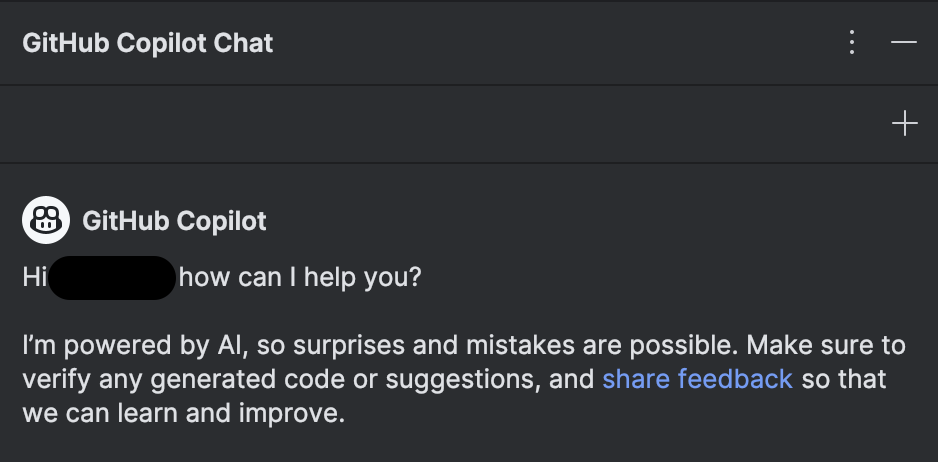 GitHub Copilot Chat
GitHub Copilot
Hi how can I help you?
I’m powered by AI, so surprises and mistakes are possible. Make sure to
verify any generated code or suggestions, and share feedback so that
we can learn and improve.